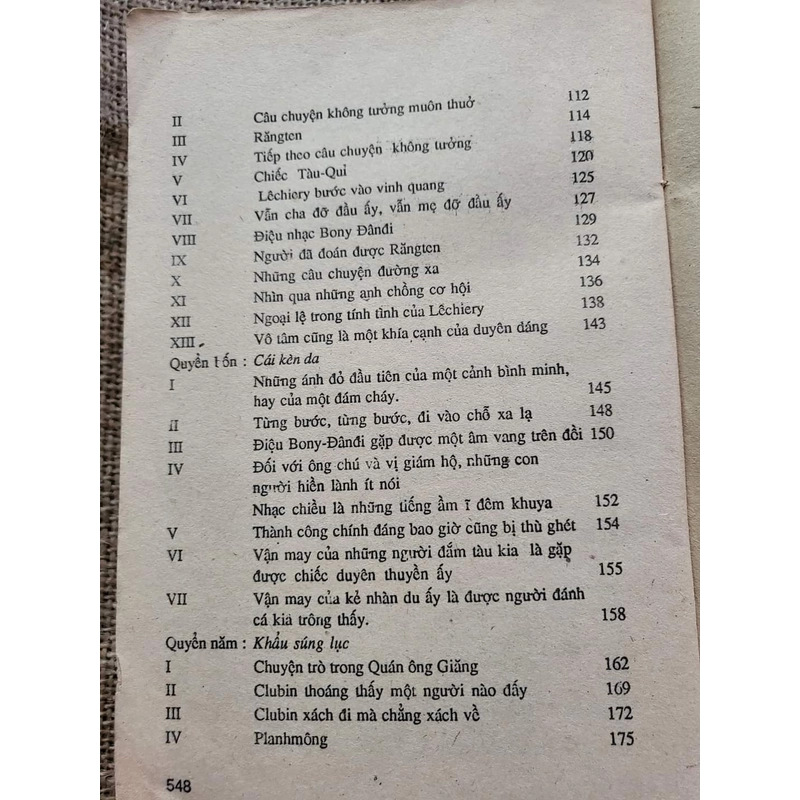 II Câu chuyện không tưởng muôn thuở 112
III Răngten 114
IV Tiếp theo câu chuyện không tưởng 118
V Chiếc Tàu-Quỉ 120
VI Lêchiery bước vào vinh quang 125
VII Vẫn cha đỡ đầu ấy, vẫn mẹ đỡ đầu ấy 127
VIII Điệu nhạc Bony Đânđi 129
IX Người đã đoán được Răngten 132
X Những câu chuyện đường xa 134
XI Nhìn qua những anh chồng cơ hội 136
XII Ngoại lệ trong tính tình của Lêchiery 138
XIII Vô tâm cũng là một khía cạnh của duyên dáng 143
Quyển tốn : Cái kèn da
I Những ánh đỏ đầu tiên của một cảnh bình minh,
hay của một đám cháy. 145
II Từng bước, từng bước, đi vào chỗ xa lạ 148
III Điệu Bony-Đânđi gặp được một âm vang trên đồi 150
IV Đối với ông chú và vị giám hộ, những con
người hiền lành ít nói
Nhạc chiều là những tiếng ầm ĩ đêm khuya 152
V Thành công chính đáng bao giờ cũng bị thù ghét 154
VI Vận may của những người đắm tàu kia là gặp
được chiếc duyên thuyền ấy 155
VII Vận may của kẻ nhàn du ấy là được người đánh
cá kia trông thấy. 158
Quyển năm : Khẩu súng lục
I Chuyện trò trong Quán ông Giăng 162
II Clubin thoáng thấy một người nào đấy 169
III Clubin xách đi mà chẳng xách về 172
IV Planhmông 175
548